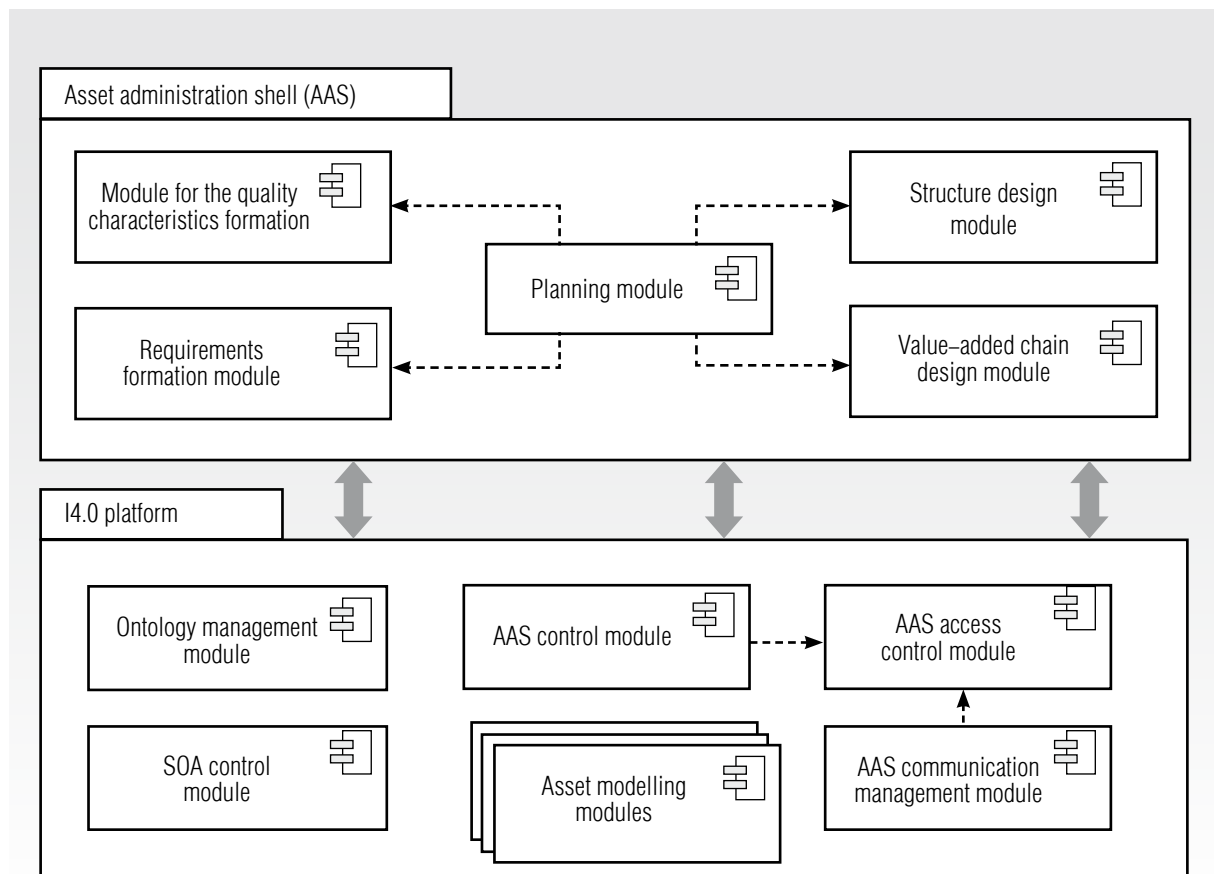 Asset administration shell (AAS)
Module for the quality
characteristics formation
Structure design
module
Planning module
Requirements
formation module
Value–added chain
design module
I4.0 platform
Ontology management
module
AAS control module
AAS access
control module
SOA control
module
Asset modelling
modules
AAS communication
management module